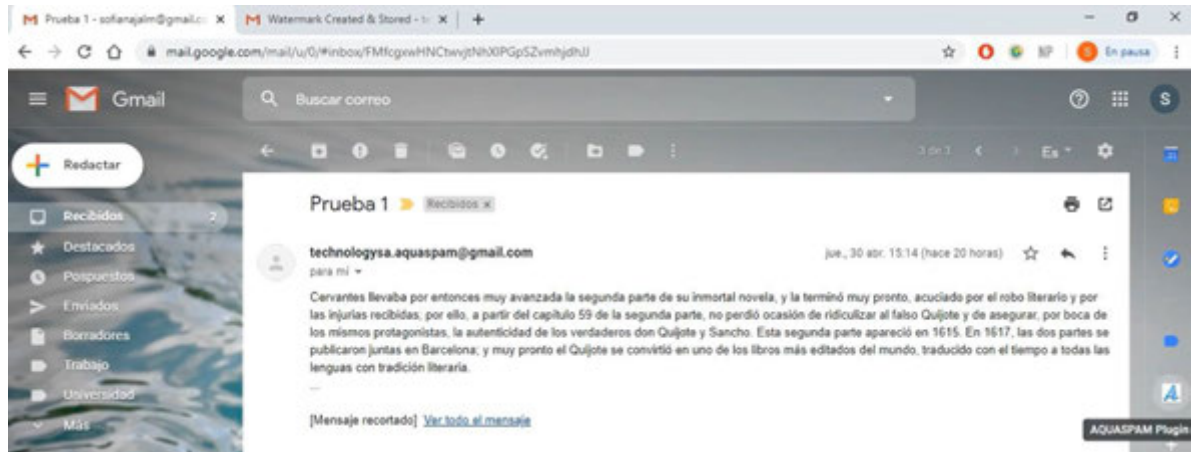 Prueba 1 - sofianajalm@gmail.c
Watermark Created & Stored - t
mail.google.com/mail/u/0/#inbox/
En pausa
Gmail
Buscar correo
S
Redactar
3 de 3
Es
Recibidos 2
Prueba 1 Recibidos x
Destacados
technologysa.aquaspam@gmail.com jue., 30 abr. 15:14 (hace 20 horas)
para mí
Pospuestos
Cervantes llevaba por entonces muy avanzada la segunda parte de su inmortal novela, y la terminó muy pronto, acuciado por el robo literario y por
Enviados
las injurias recibidas; por ello, a partir del capítulo 59 de la segunda parte, no perdió ocasión de ridiculizar al falso Quijote y de asegurar, por boca de
Borradores
los mismos protagonistas, la autenticidad de los verdaderos don Quijote y Sancho. Esta segunda parte apareció en 1615. En 1617, las dos partes se
publicaron juntas en Barcelona; y muy pronto el Quijote se convirtió en uno de los libros más editados del mundo, traducido con el tiempo a todas las
Trabajo
lenguas con tradición literaria.
Universidad
...
Más
[Mensaje recortado] Ver todo el mensaje
AQUASPAM Plugin